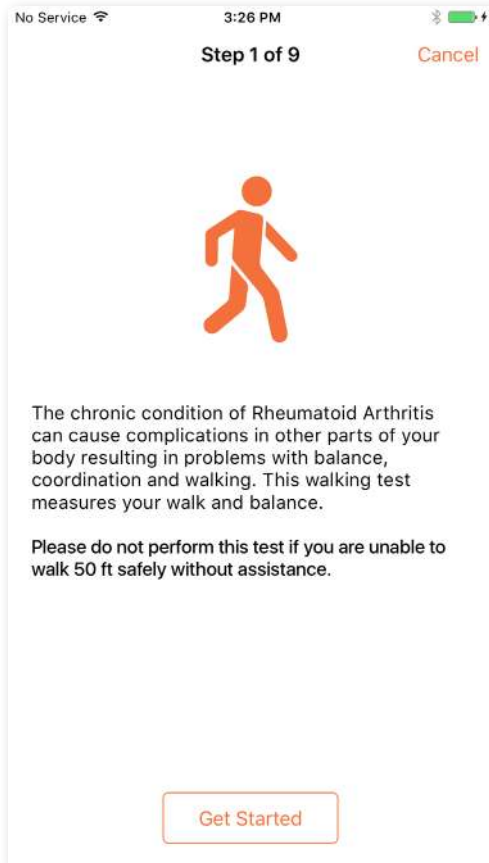 No Service 3:26 PM
Step 1 of 9 Cancel
The chronic condition of Rheumatoid Arthritis
can cause complications in other parts of your
body resulting in problems with balance,
coordination and walking. This walking test
measures your walk and balance.
Please do not perform this test if you are unable to
walk 50 ft safely without assistance.
Get Started